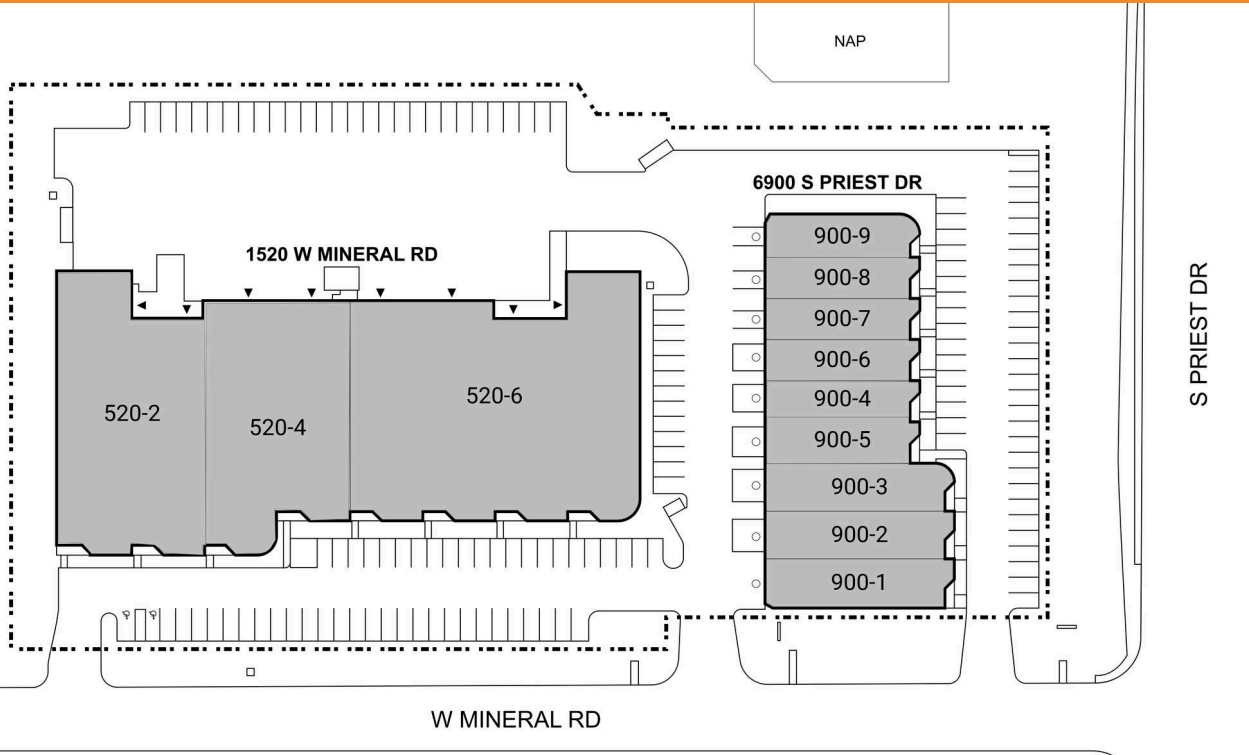 NAP
6900 S PRIEST DR
900-9
1520 W MINERAL RD
900-8
S PRIEST DR
900-7
900-6
520-6
900-4
520-2
520-4
900-5
900-3
900-2
900-1
W MINERAL RD